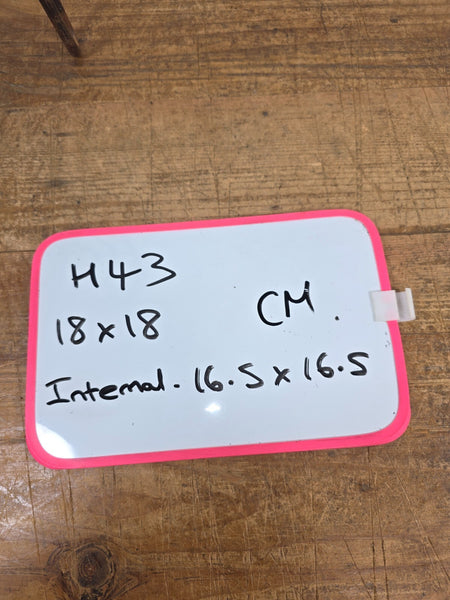 H43
18 x 18
CM.
Internal. 16.5 x 16.5